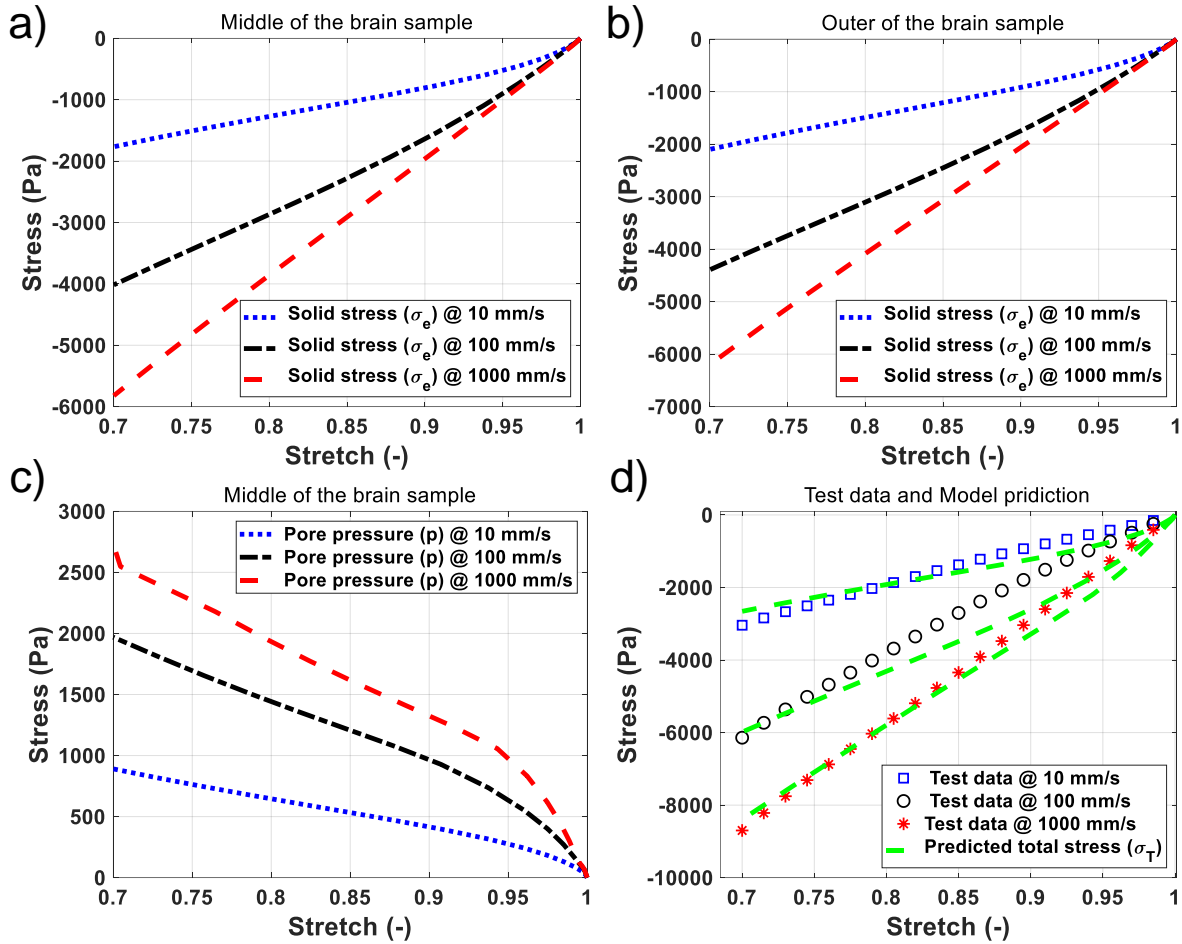 a)
Middle of the brain sample
0
-1000
-2000
-3000
-4000
-5000
-6000
Stress (Pa)
Solid stress (σe) @ 10 mm/s
Solid stress (σe) @ 100 mm/s
Solid stress (σe) @ 1000 mm/s
0.7 0.75 0.8 0.85 0.9 0.95 1
Stretch (-)
b)
Outer of the brain sample
0
-1000
-2000
-3000
-4000
-5000
-6000
-7000
Stress (Pa)
Solid stress (σe) @ 10 mm/s
Solid stress (σe) @ 100 mm/s
Solid stress (σe) @ 1000 mm/s
0.7 0.75 0.8 0.85 0.9 0.95 1
Stretch (-)
c)
Middle of the brain sample
3000
2500
2000
1500
1000
500
0
Stress (Pa)
Pore pressure (p) @ 10 mm/s
Pore pressure (p) @ 100 mm/s
Pore pressure (p) @ 1000 mm/s
0.7 0.75 0.8 0.85 0.9 0.95 1
Stretch (-)
d)
Test data and Model pridiction
0
-2000
-4000
-6000
-8000
-10000
Stress (Pa)
Test data @ 10 mm/s
Test data @ 100 mm/s
Test data @ 1000 mm/s
Predicted total stress (σT)
0.7 0.75 0.8 0.85 0.9 0.95 1
Stretch (-)